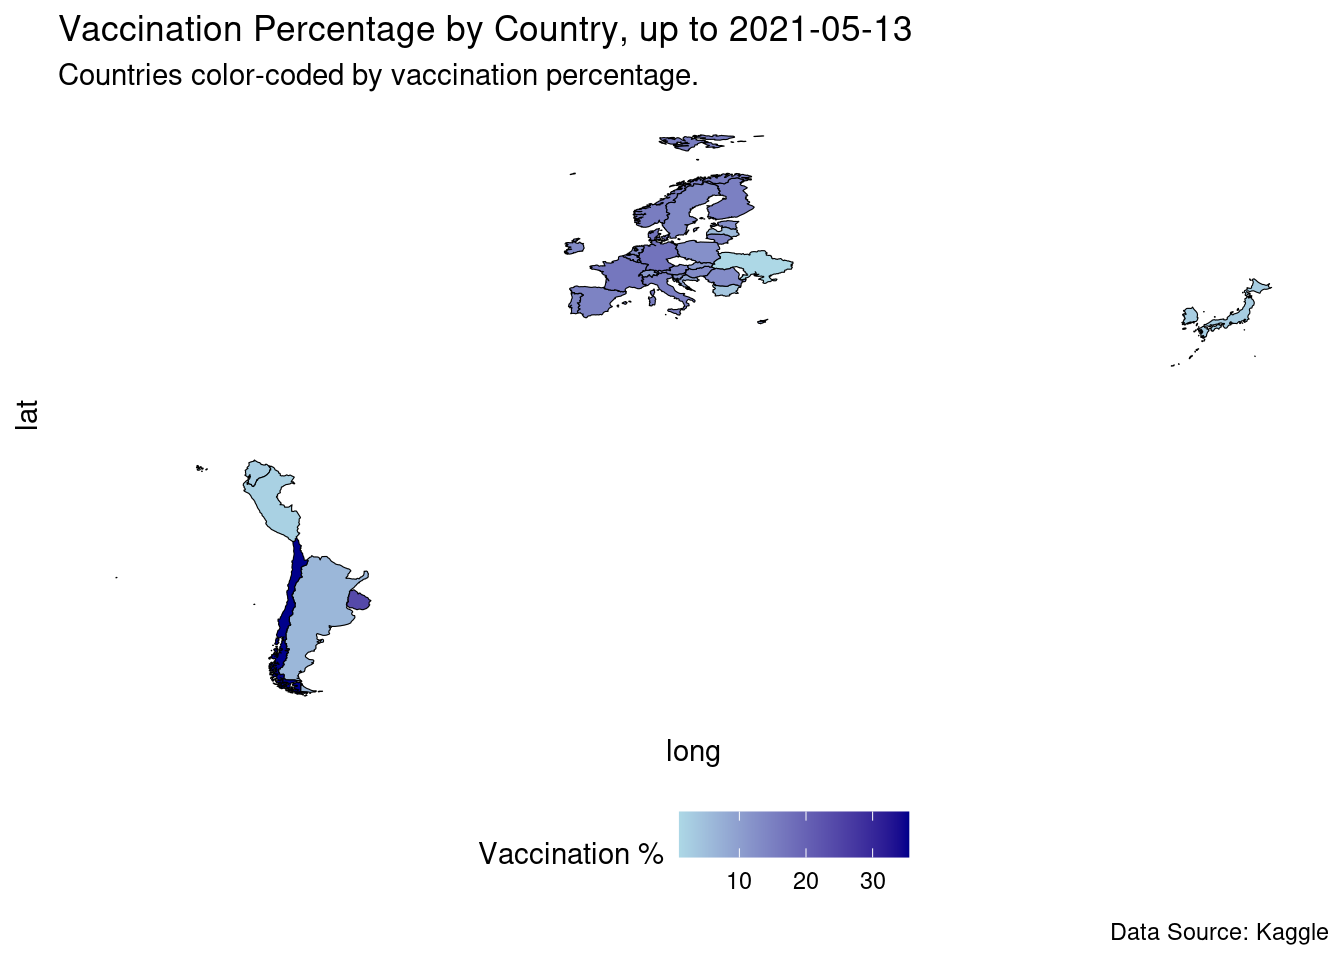 Vaccination Percentage by Country, up to 2021-05-13
Countries color-coded by vaccination percentage.
lat
long
Vaccination %
10 20 30
Data Source: Kaggle